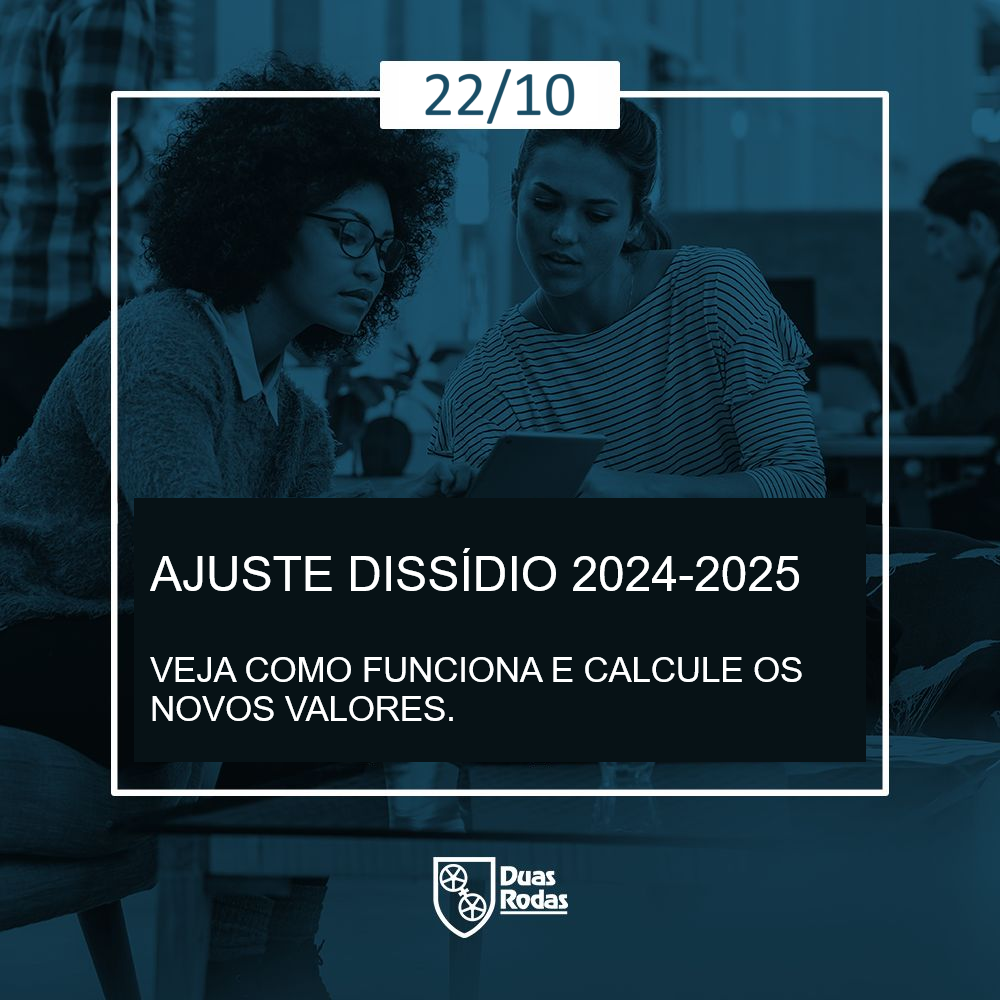 22/10
AJUSTE DISSÍDIO 2024-2025
VEJA COMO FUNCIONA E CALCULE OS
NOVOS VALORES.
Duas
Rodas